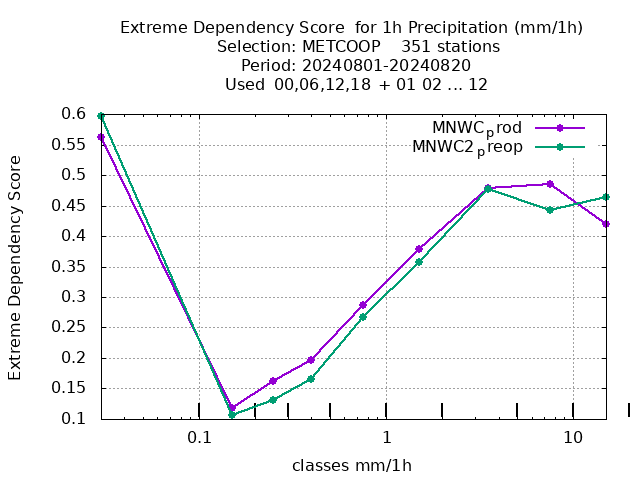 Extreme Dependency Score  for 1h Precipitation (mm/1h)
Selection: METCOOP    351 stations
Period: 20240801-20240820
Used  00,06,12,18  + 01 02 ... 12
MNWCprod
MNWC2_preop
0.6
0.55
0.5
0.45
0.4
0.35
0.3
0.25
0.2
0.15
0.1
Extreme Dependency Score
0.1
1
10
classes mm/1h